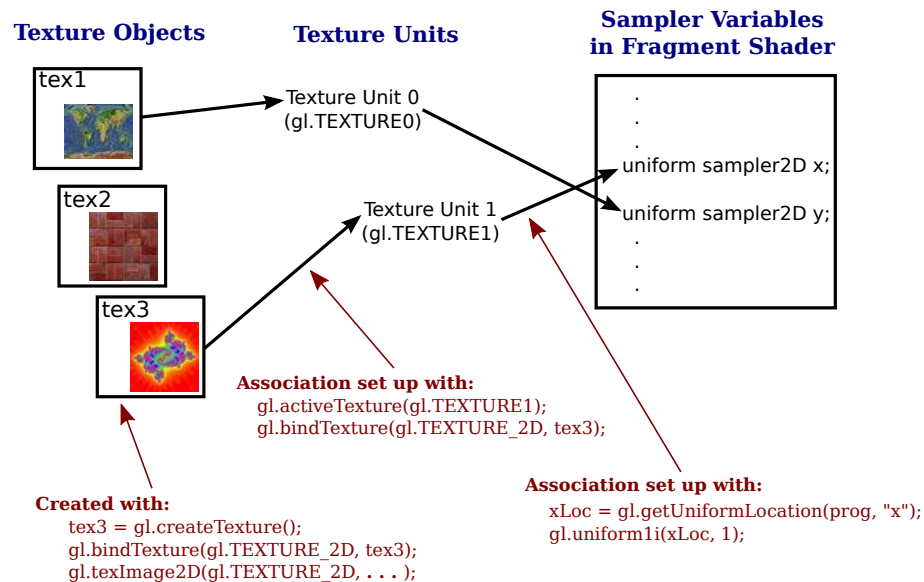 Texture Objects
Texture Units
Sampler Variables
in Fragment Shader
tex1
Texture Unit 0
(gl.TEXTURE0)
.
.
.
uniform sampler2D x;
tex2
Texture Unit 1
(gl.TEXTURE1)
uniform sampler2D y;
.
.
.
tex3
Association set up with:
gl.activeTexture(gl.TEXTURE1);
gl.bindTexture(gl.TEXTURE_2D, tex3);
Association set up with:
xLoc = gl.getUniformLocation(prog, "x");
gl.uniform1i(xLoc, 1);
Created with:
tex3 = gl.createTexture();
gl.bindTexture(gl.TEXTURE_2D, tex3);
gl.texImage2D(gl.TEXTURE_2D, . . . );